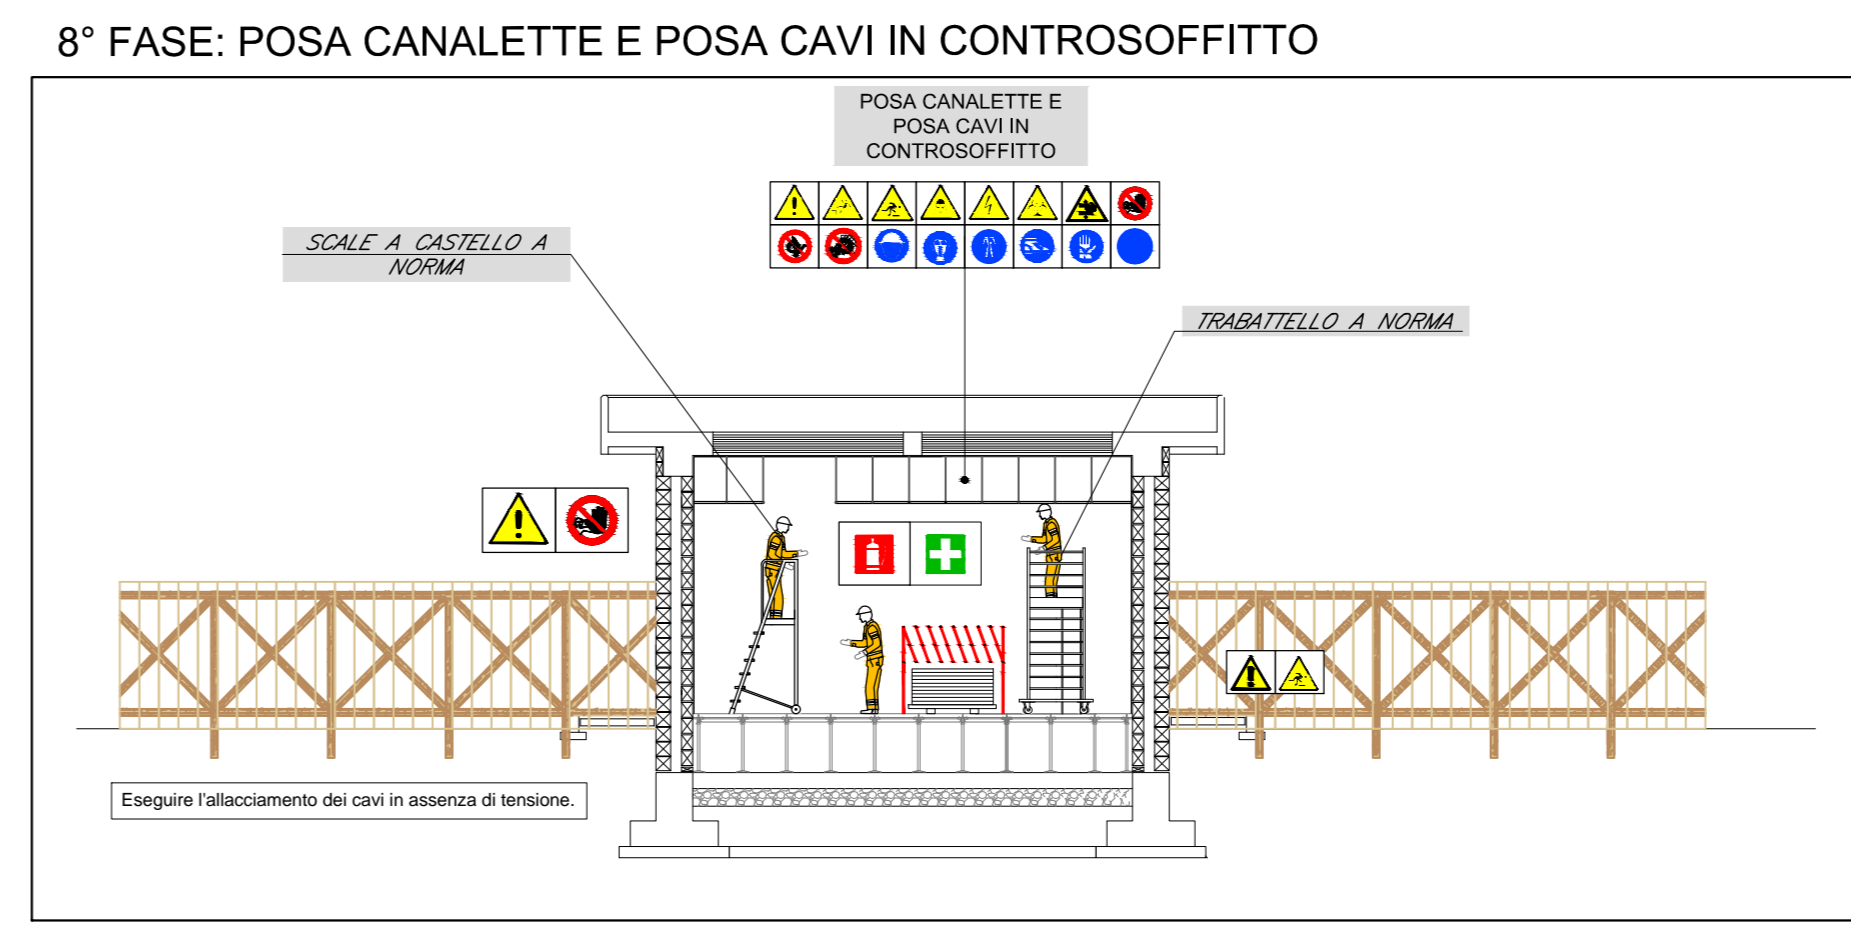 8° FASE: POSA CANALETTE E POSA CAVI IN CONTROSOFFITTO
POSA CANALETTE E
POSA CAVI IN
CONTROSOFFITTO
SCALE A CASTELLO A
NORMA
TRABATTELLO A NORMA
Eseguire l'allacciamento dei cavi in assenza di tensione.